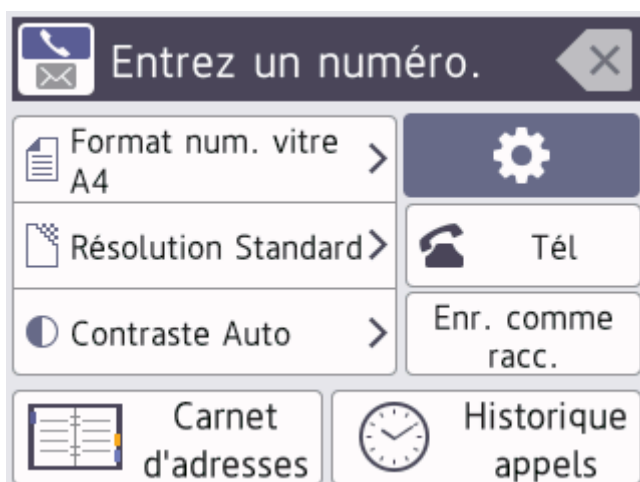 Entrez un numéro.
Format num. vitre
A4
Résolution Standard
Tél
Contraste Auto
Enr. comme
racc.
Carnet
d'adresses
Historique
appels